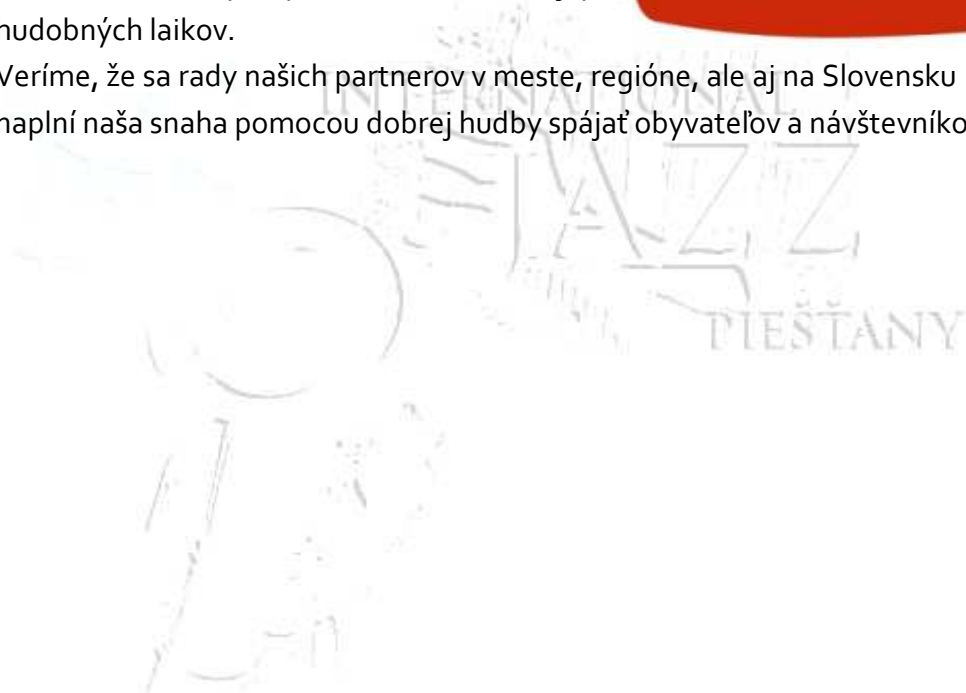 hudobných laikov.
Veríme, že sa rady našich partnerov v meste, regióne, ale aj na Slovensku
naplní naša snaha pomocou dobrej hudby spájať obyvateľov a
INTERNATIONAL
JAZZ
PIEŠŤANY